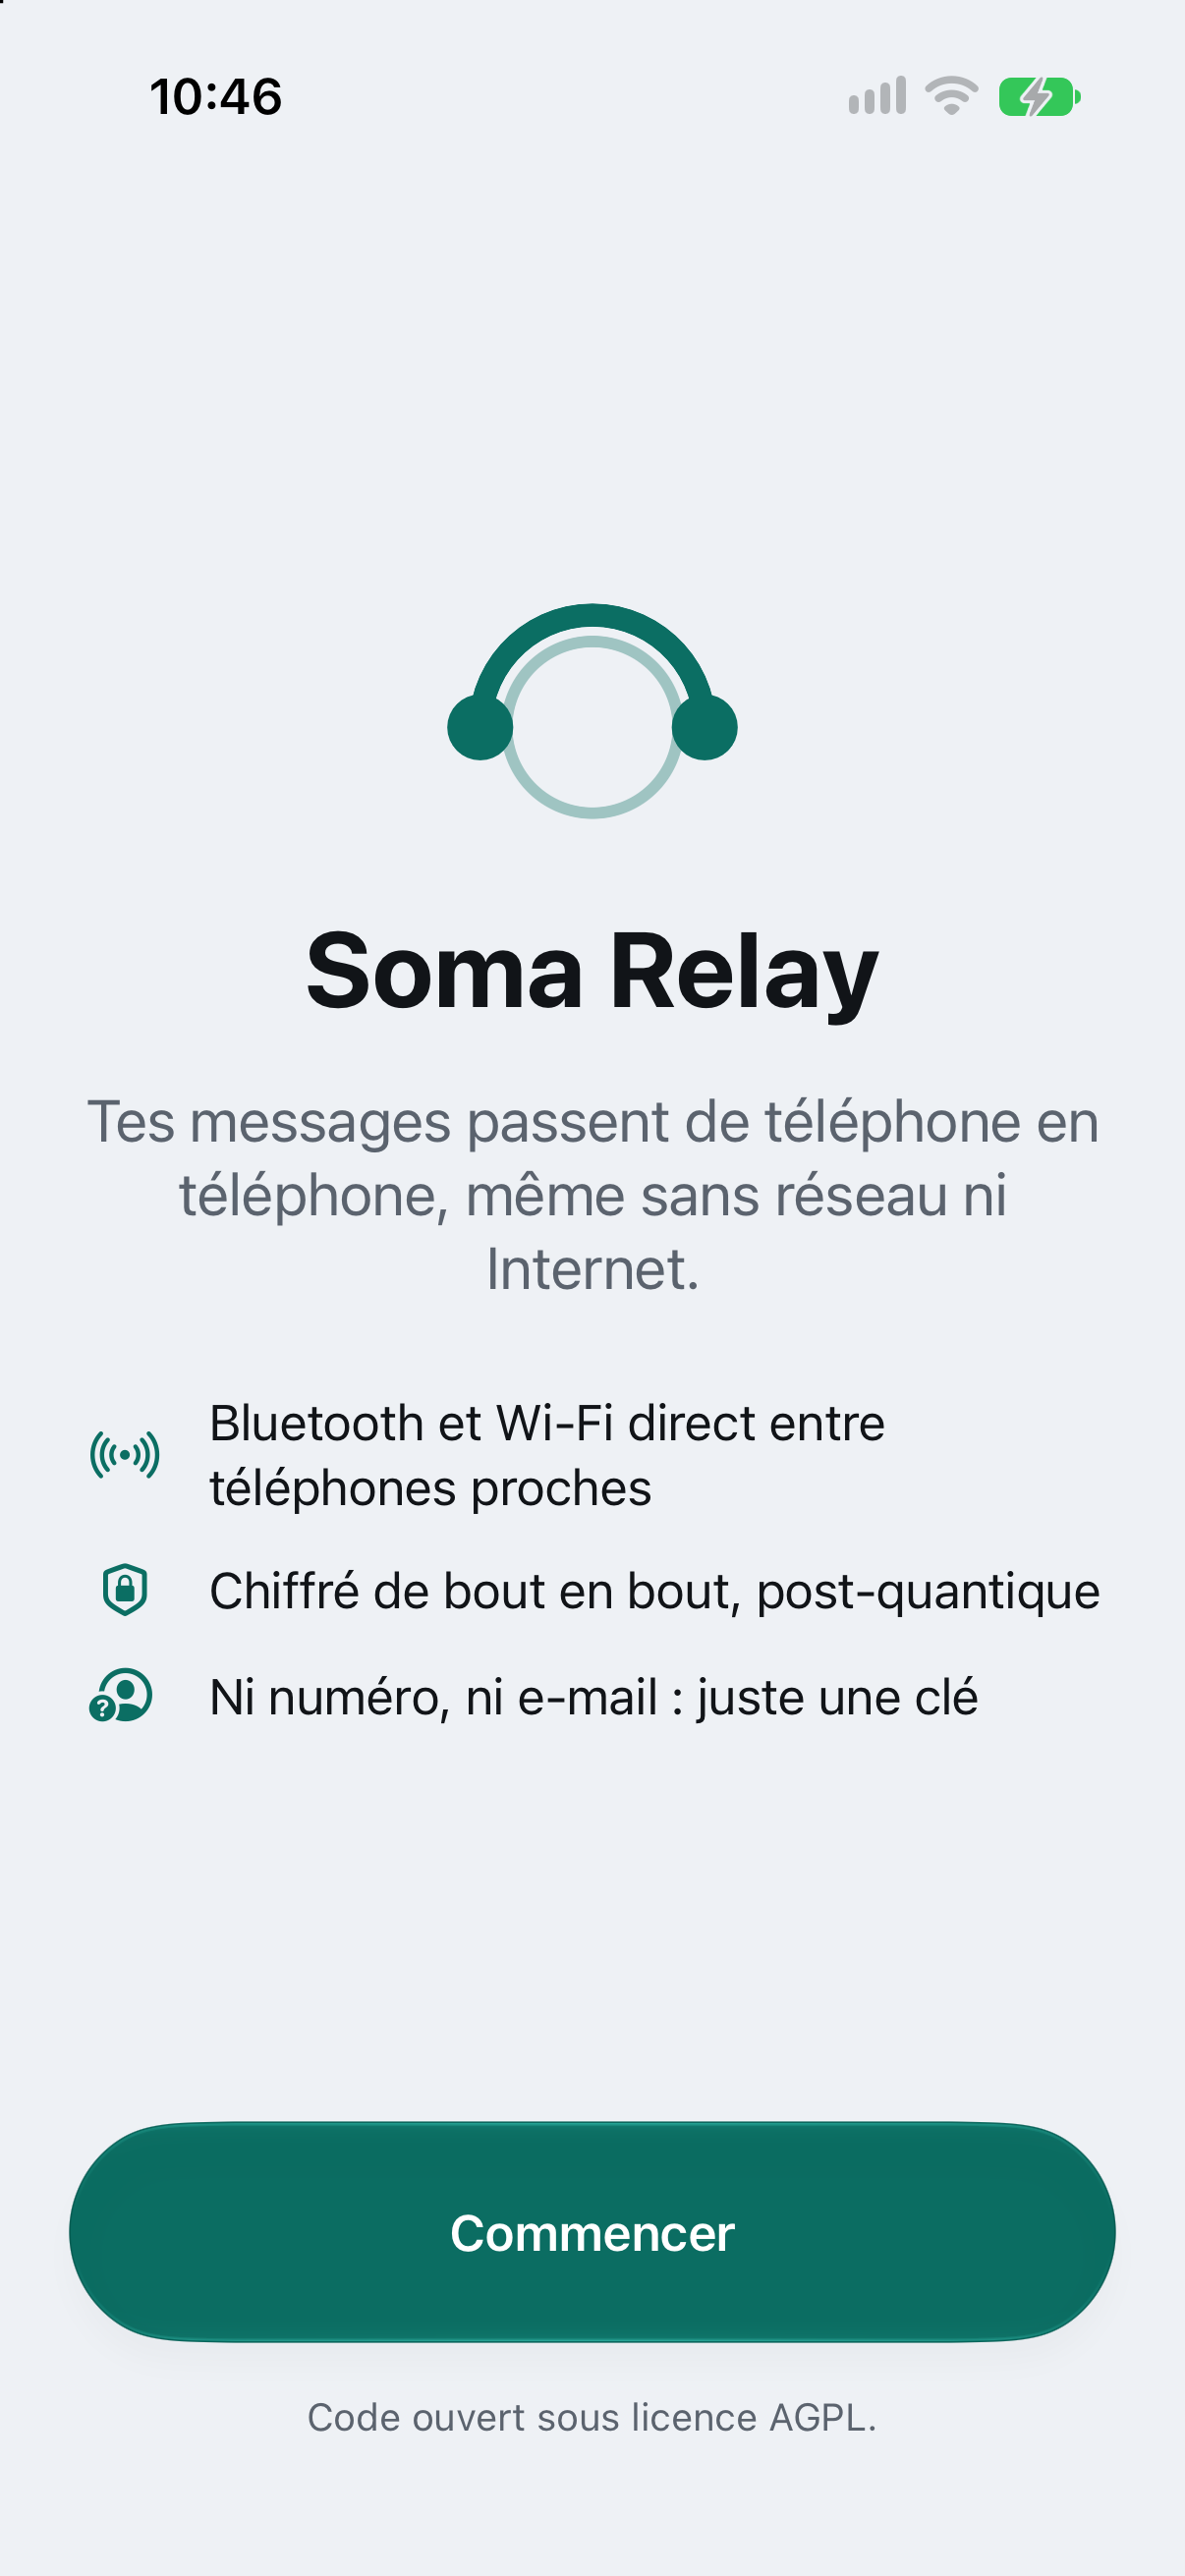 10:46
Soma Relay
Tes messages passent de téléphone en
téléphone, même sans réseau ni
Internet.
Bluetooth et Wi-Fi direct entre
téléphones proches
Chiffré de bout en bout, post-quantique
Ni numéro, ni e-mail : juste une clé
Commencer
Code ouvert sous licence AGPL.